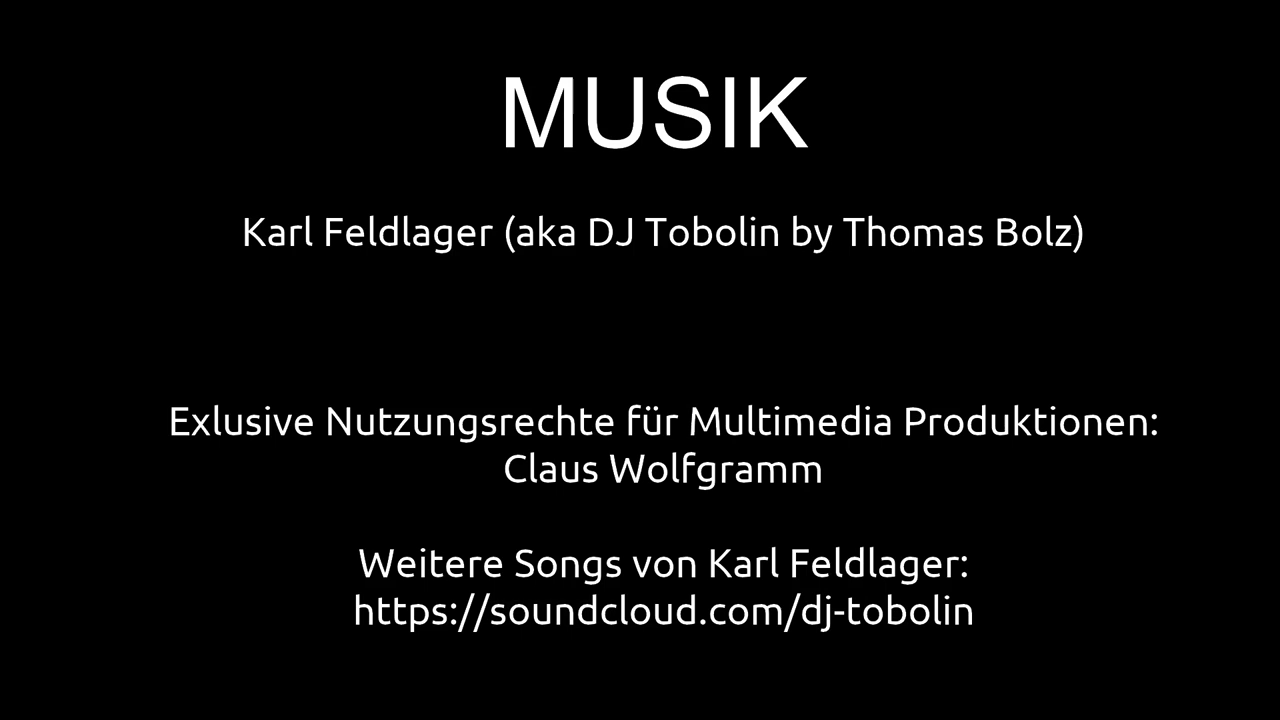 MUSIK
Karl Feldlager (aka DJ Tobolin by Thomas Bolz)
Exlusive Nutzungsrechte für Multimedia Produktionen:
Claus Wolfgramm
Weitere Songs von Karl Feldlager:
https://soundcloud.com/dj-tobolin